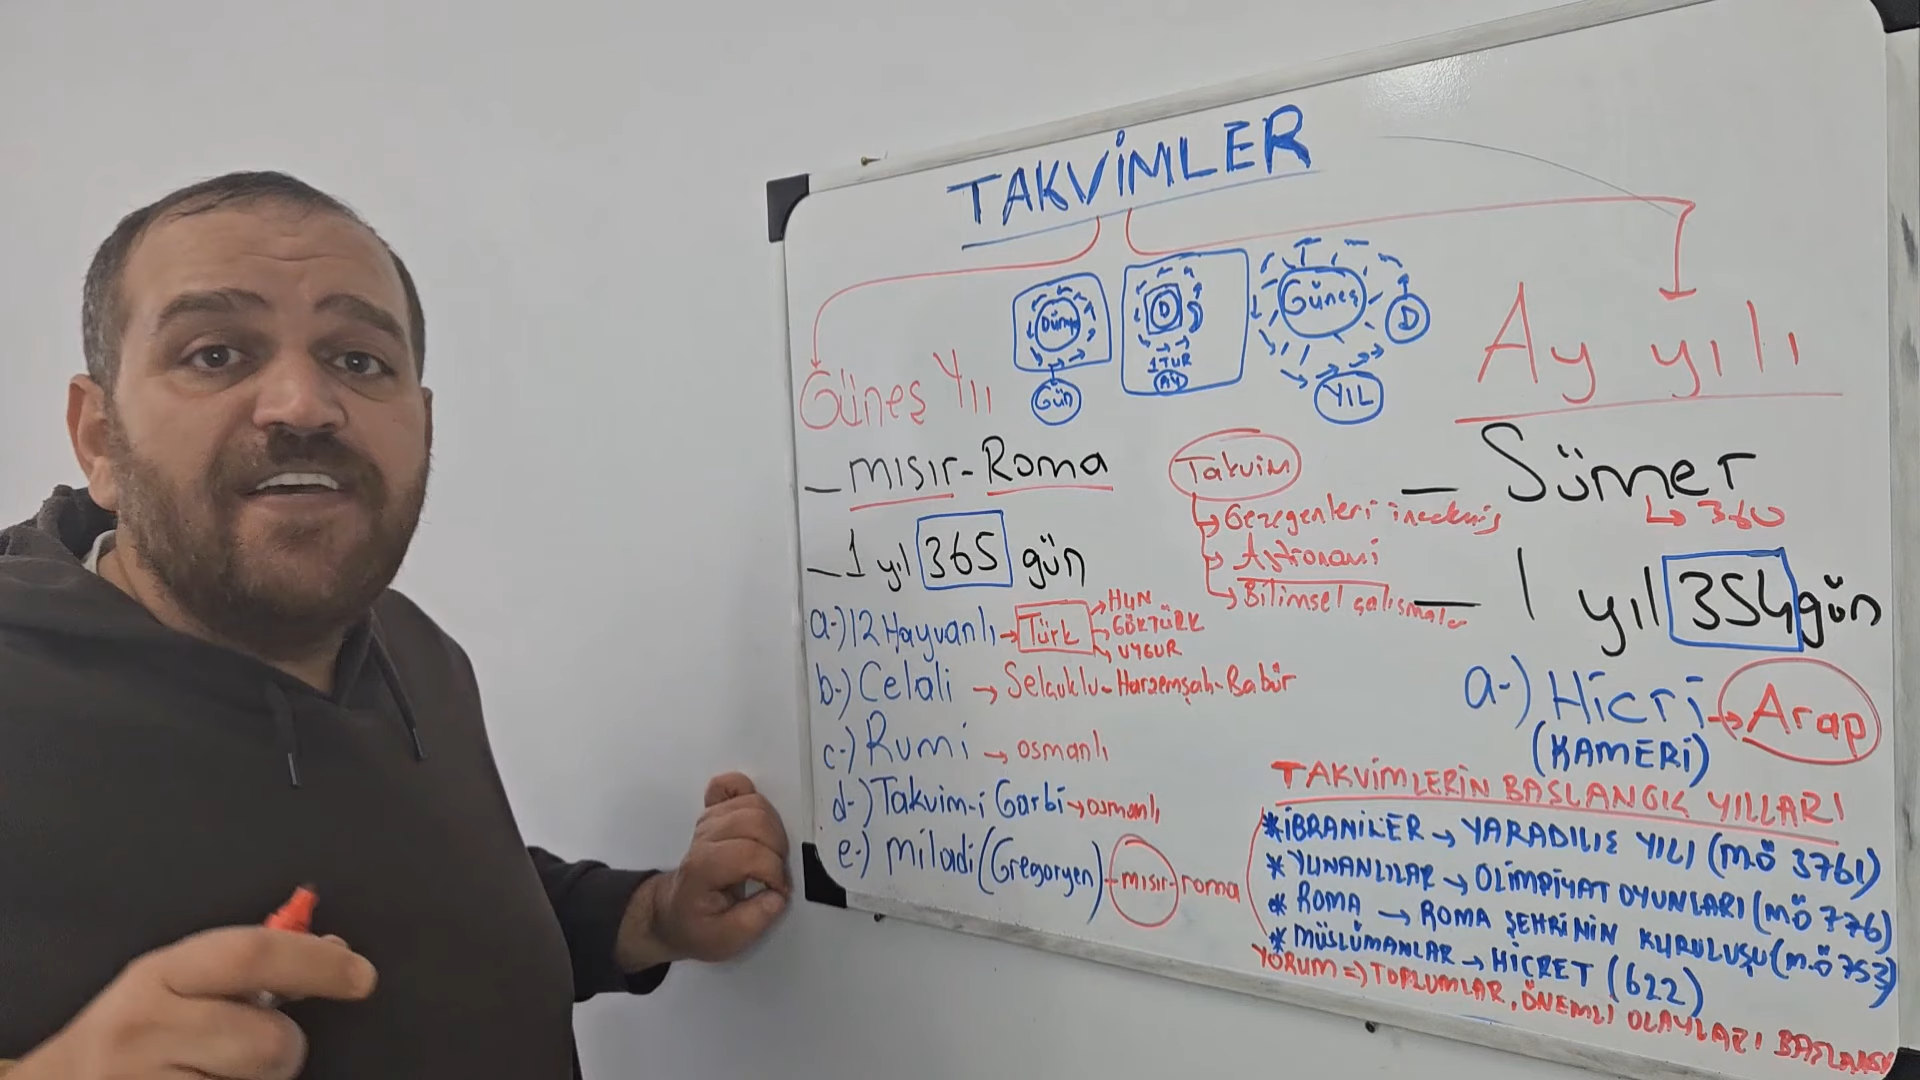 TAKVİMLER
Dünya
Gün
D
1 TUR
AY
Güneş
D
YIL
Güneş Yılı
Ay yılı
– mısır - Roma
– 1 yıl 365 gün
a-) 12 Hayvanlı → Türk → HUN
→ GÖKTÜRK
→ UYGUR
b-) Celali → Selçuklu - Harzemşah - Babür
c-) Rumi → osmanlı
d-) Takvim-i Garbi → osmanlı
e-) miladi (Gregoryen) – mısır - roma
Takvim
→ Gezegenleri
→ Astronomi
→ Bilimsel çalışmalar
– Sümer
↳ 360
– 1 yıl 354 gün
a-) Hicri → Arap
(KAMERİ)
TAKVİMLERİN BAŞLANGIÇ YILLARI
* İBRANİLER → YARADILIŞ YILI (M.Ö 3761)
* YUNANLILAR → OLİMPİYAT OYUNLARI (MÖ 776)
* ROMA → ROMA ŞEHRİNİN KURULUŞU (M.Ö 753)
* MÜSLÜMANLAR → HİCRET (622)
YORUM => TOPLUMLAR, ÖNEMLİ OLAYLARI